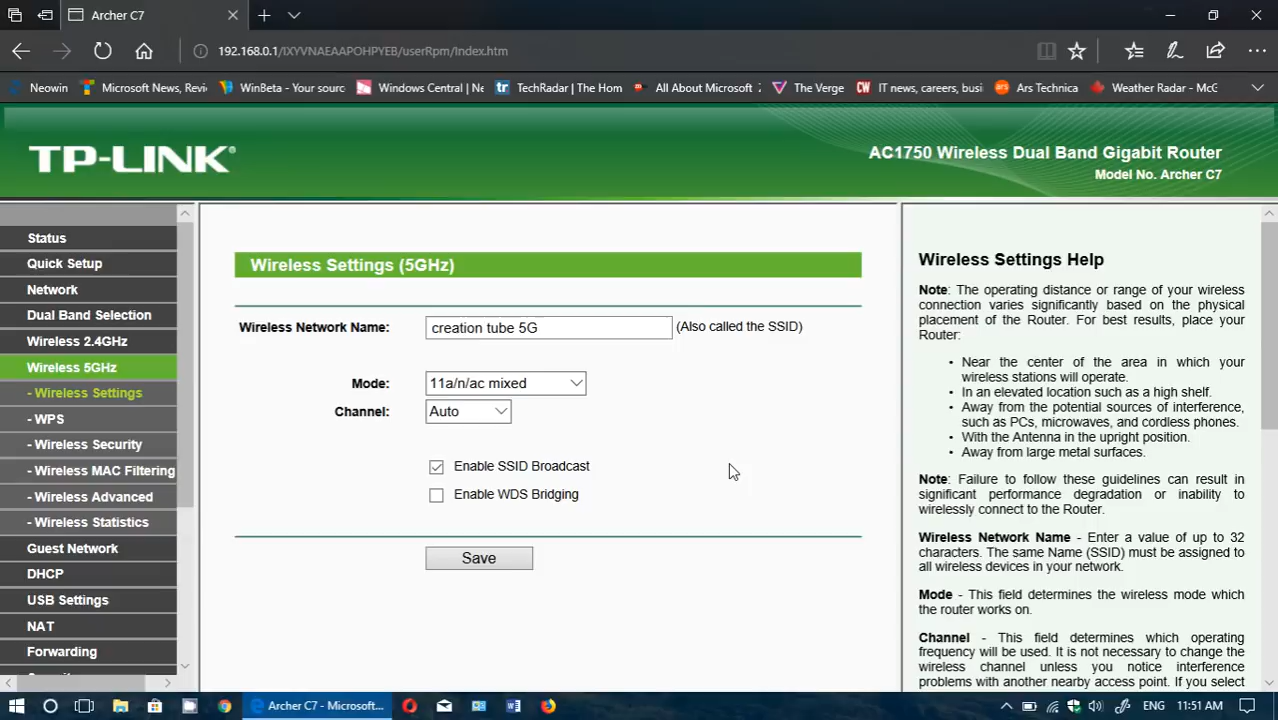 Archer C7
192.168.0.1/IXYVNAEAAPOHPYEB/userRpm/Index.htm
Neowin
Microsoft News, Revi
WinBeta - Your sourc
Windows Central | Ne
TechRadar | The Hom
All About Microsoft
The Verge
IT news, careers, busi
Ars Technica
Weather Radar - McG
TP-LINK
AC1750 Wireless Dual Band Gigabit Router
Model No. Archer C7
Status
Quick Setup
Network
Dual Band Selection
Wireless 2.4GHz
Wireless 5GHz
- Wireless Settings
- WPS
- Wireless Security
- Wireless MAC Filtering
- Wireless Advanced
- Wireless Statistics
Guest Network
DHCP
USB Settings
NAT
Forwarding
Wireless Settings (5GHz)
Wireless Network Name: creation tube 5G (Also called the SSID)
Mode: 11a/n/ac mixed
Channel: Auto
Enable SSID Broadcast
Enable WDS Bridging
Save
Wireless Settings Help
Note: The operating distance or range of your wireless
connection varies significantly based on the physical
placement of the Router. For best results, place your
Router:
• Near the center of the area in which your
wireless stations will operate.
• In an elevated location such as a high shelf.
• Away from the potential sources of interference,
such as PCs, microwaves, and cordless phones.
• With the Antenna in the upright position.
• Away from large metal surfaces.
Note: Failure to follow these guidelines can result in
significant performance degradation or inability to
wirelessly connect to the Router.
Wireless Network Name - Enter a value of up to 32
characters. The same Name (SSID) must be assigned to
all wireless devices in your network.
Mode - This field determines the wireless mode which
the router works on.
Channel - This field determines which operating
frequency will be used. It is not necessary to change the
wireless channel unless you notice interference
problems with another nearby access point. If you select
Archer C7 - Microsoft...
ENG
11:51 AM